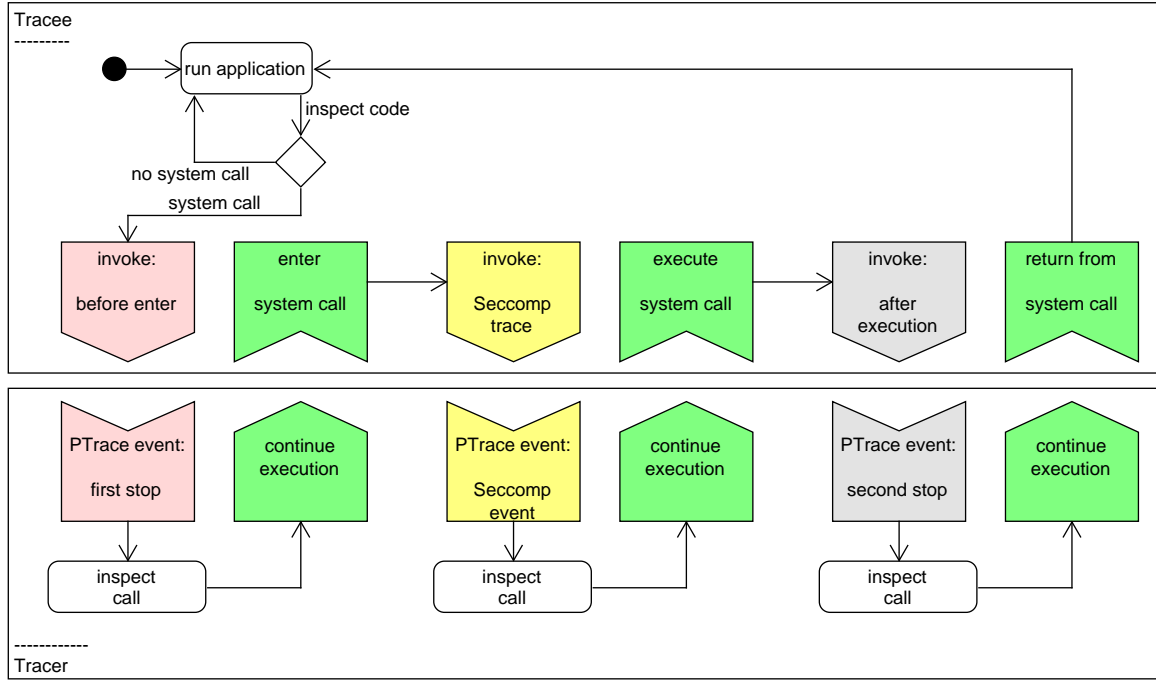 Tracee
---------
run application
inspect code
no system call
system call
invoke:
before enter
enter
system call
invoke:
Seccomp
trace
execute
system call
invoke:
after
execution
return from
system call
PTrace event:
first stop
continue
execution
PTrace event:
Seccomp
event
continue
execution
PTrace event:
second stop
continue
execution
inspect
call
inspect
call
inspect
call
------------
Tracer